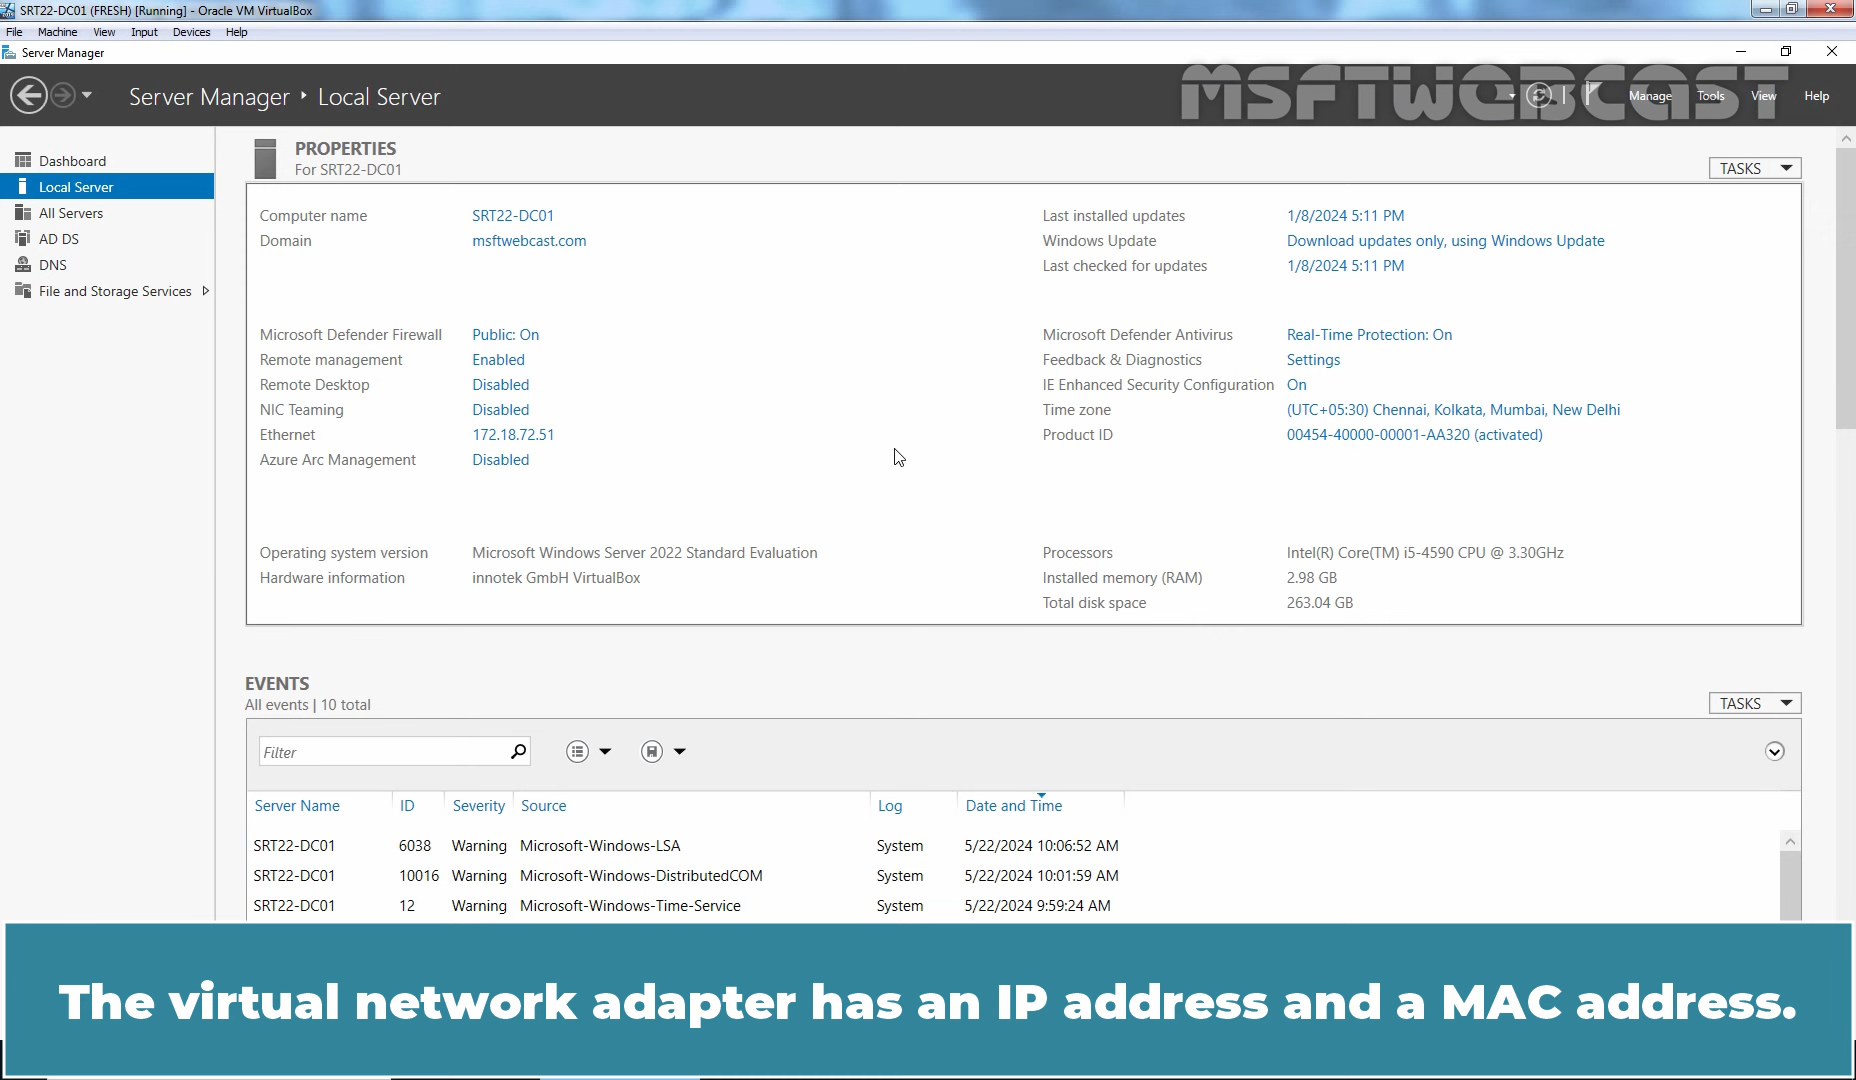 SRT22-DC01 (FRESH) [Running] - Oracle VM VirtualBox
File Machine View Input Devices Help
Server Manager
Server Manager Local Server
MSFTWEBCAST
Manage Tools View Help
Dashboard
Local Server
All Servers
AD DS
DNS
File and Storage Services
PROPERTIES
For SRT22-DC01
TASKS
Computer name SRT22-DC01
Domain msftwebcast.com
Last installed updates 1/8/2024 5:11 PM
Windows Update Download updates only, using Windows Update
Last checked for updates 1/8/2024 5:11 PM
Microsoft Defender Firewall Public: On
Remote management Enabled
Remote Desktop Disabled
NIC Teaming Disabled
Ethernet 172.18.72.51
Azure Arc Management Disabled
Microsoft Defender Antivirus Real-Time Protection: On
Feedback & Diagnostics Settings
IE Enhanced Security Configuration On
Time zone (UTC+05:30) Chennai, Kolkata, Mumbai, New Delhi
Product ID 00454-40000-00001-AA320 (activated)
Operating system version Microsoft Windows Server 2022 Standard Evaluation
Hardware information innotek GmbH VirtualBox
Processors Intel(R) Core(TM) i5-4590 CPU @ 3.30GHz
Installed memory (RAM) 2.98 GB
Total disk space 263.04 GB
EVENTS
All events | 10 total
TASKS
Filter
Server Name ID Severity Source Log Date and Time
SRT22-DC01 6038 Warning Microsoft-Windows-LSA System 5/22/2024 10:06:52 AM
SRT22-DC01 10016 Warning Microsoft-Windows-DistributedCOM System 5/22/2024 10:01:59 AM
SRT22-DC01 12 Warning Microsoft-Windows-Time-Service System 5/22/2024 9:59:24 AM
The virtual network adapter has an IP address and a MAC address.